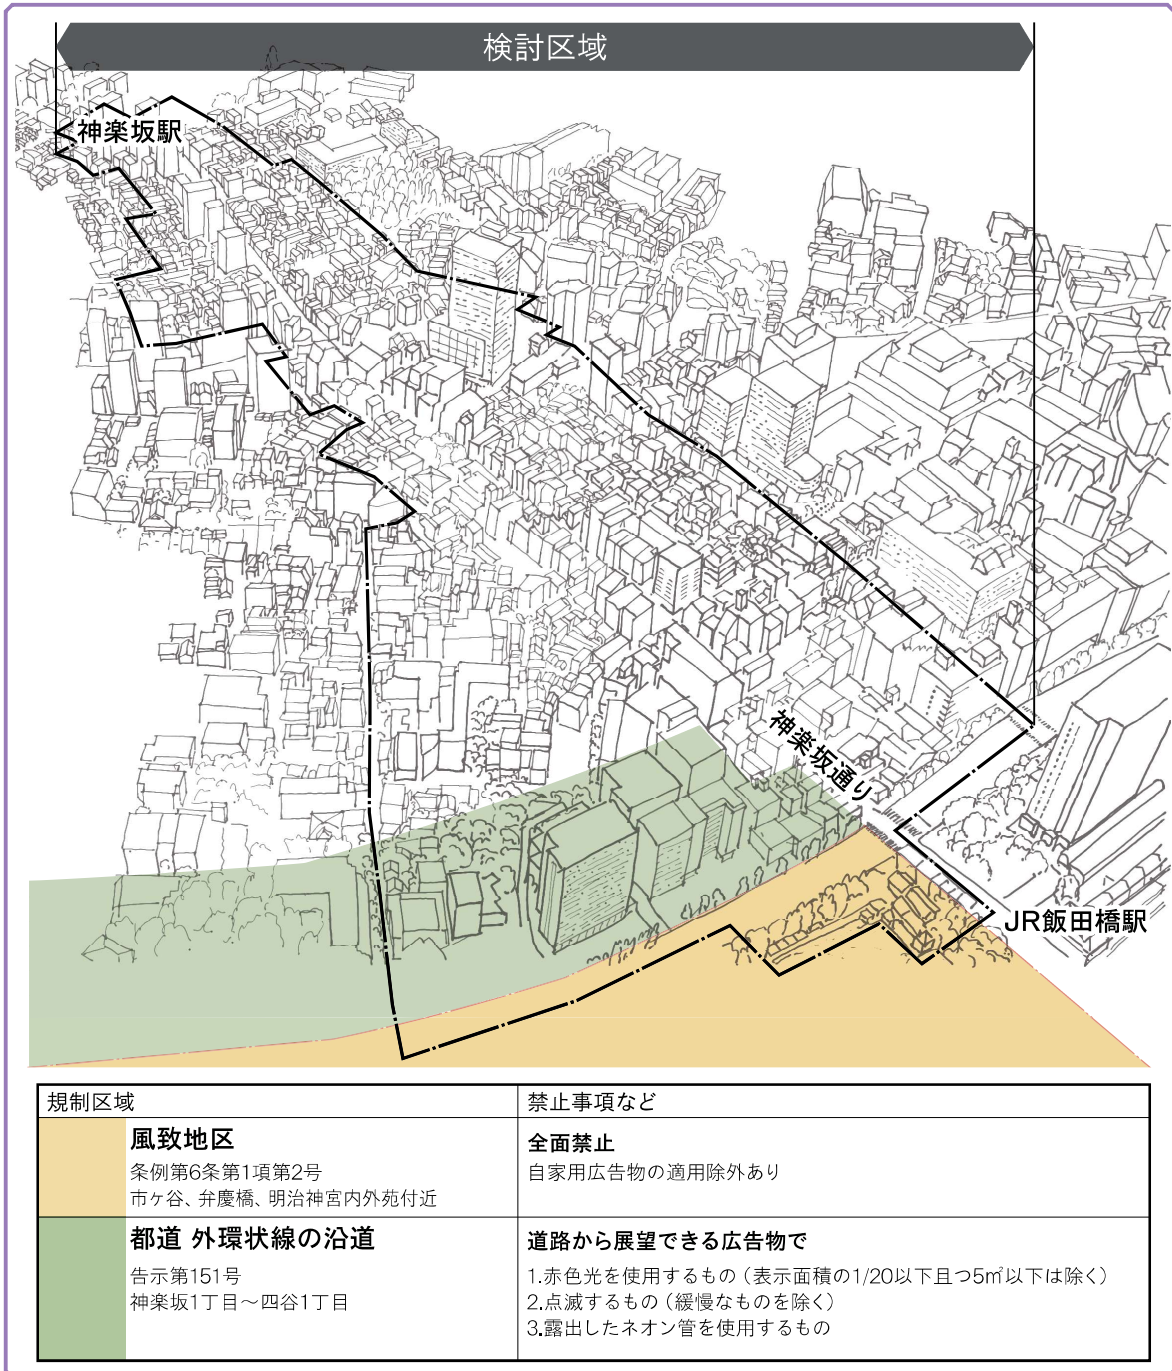 検討区域
神楽坂駅
神楽坂通り
JR飯田橋駅
規制区域
禁止事項など
風致地区
条例第6条第1項第2号
市ヶ谷、弁慶橋、明治神宮内外苑付近
全面禁止
自家用広告物の適用除外あり
都道 外環状線の沿道
告示第151号
神楽坂1丁目～四谷1丁目
道路から展望できる広告物で
1.赤色光を使用するもの（表示面積の1/20以下且つ5㎡以下は除く）
2.点滅するもの（緩慢なものを除く）
3.露出したネオン管を使用するもの